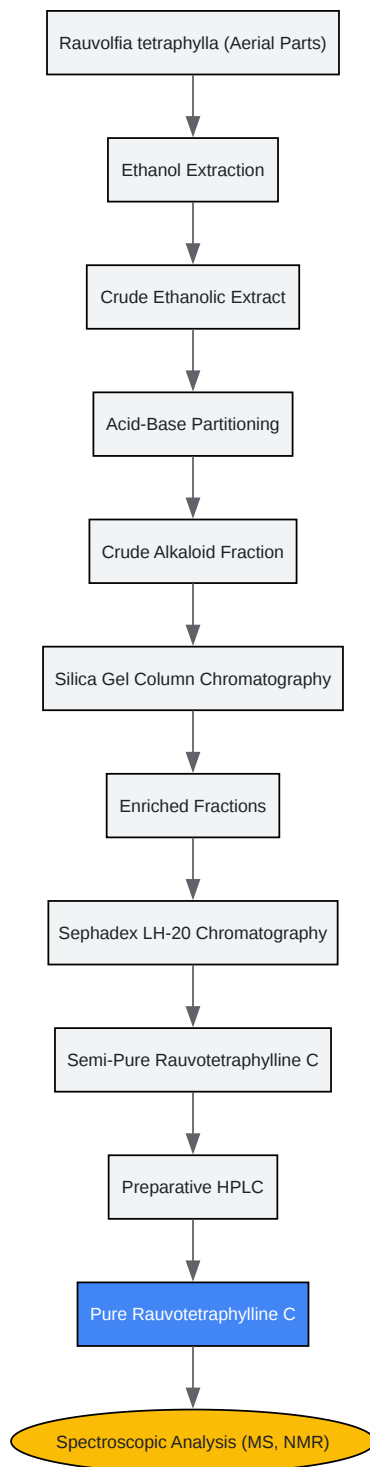 Rauvolfia tetraphylla (Aerial Parts)
Ethanol Extraction
Crude Ethanolic Extract
Acid-Base Partitioning
Crude Alkaloid Fraction
Silica Gel Column Chromatography
Enriched Fractions
Sephadex LH-20 Chromatography
Semi-Pure Rauvotetraphylline C
Preparative HPLC
Pure Rauvotetraphylline C
Spectroscopic Analysis (MS, NMR)